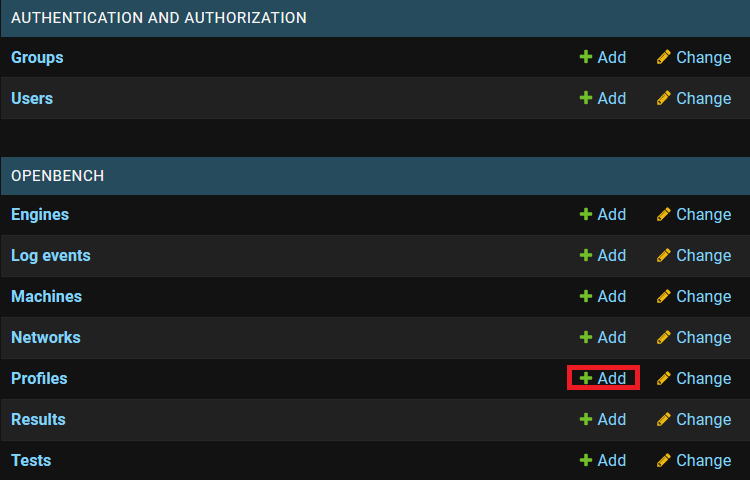 AUTHENTICATION AND AUTHORIZATION
Groups Add Change
Users Add Change
OPENBENCH
Engines Add Change
Log events Add Change
Machines Add Change
Networks Add Change
Profiles Add Change
Results Add Change
Tests Add Change